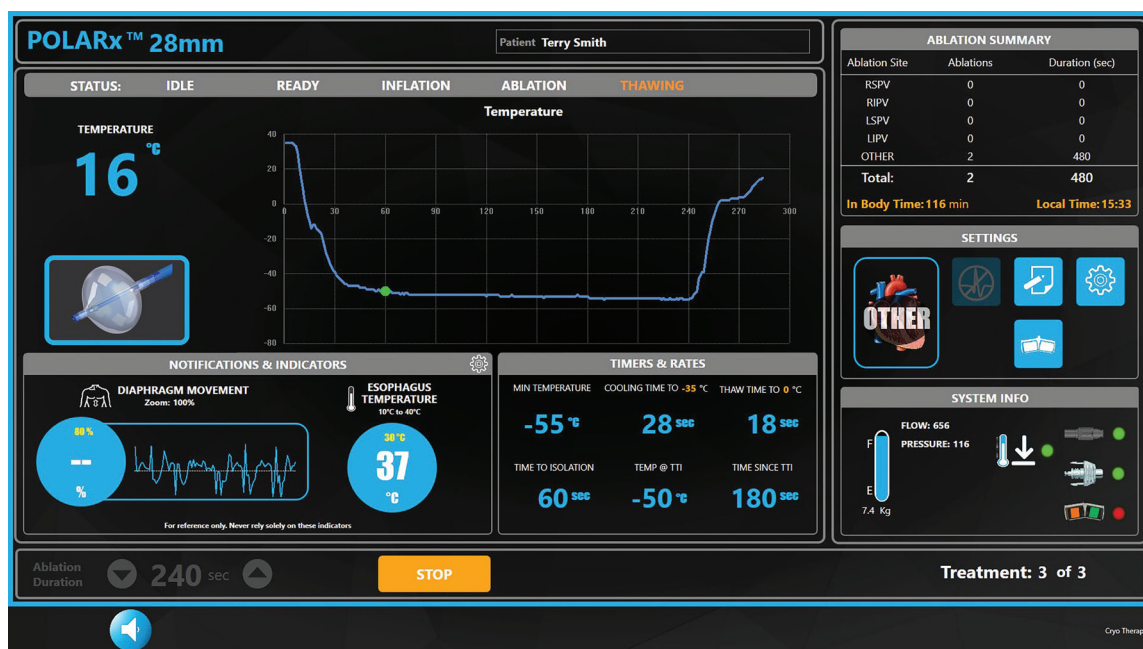 POLARx™ 28mm
Patient Terry Smith
STATUS: IDLE READY INFLATION ABLATION THAWING
TEMPERATURE
16 °C
Temperature
40
20
0
-20
-40
-60
-80
0 30 60 90 120 150 180 210 240 270 300
NOTIFICATIONS & INDICATORS
DIAPHRAGM MOVEMENT
Zoom: 100%
80 %
--
%
ESOPHAGUS
TEMPERATURE
10°C to 40°C
30 °C
37
°C
For reference only. Never rely solely on these indicators
TIMERS & RATES
MIN TEMPERATURE COOLING TIME TO -35 °C THAW TIME TO 0 °C
-55 °C 28 sec 18 sec
TIME TO ISOLATION TEMP @ TTI TIME SINCE TTI
60 sec -50 °C 180 sec
ABLATION SUMMARY
Ablation Site Ablations Duration (sec)
RSPV 0 0
RIPV 0 0
LSPV 0 0
LIPV 0 0
OTHER 2 480
Total: 2 480
In Body Time: 116 min Local Time: 15:33
SETTINGS
OTHER
SYSTEM INFO
FLOW: 656
PRESSURE: 116
F
E
7.4 Kg
Ablation
Duration
240 sec
STOP
Treatment: 3 of 3
Cryo Therap